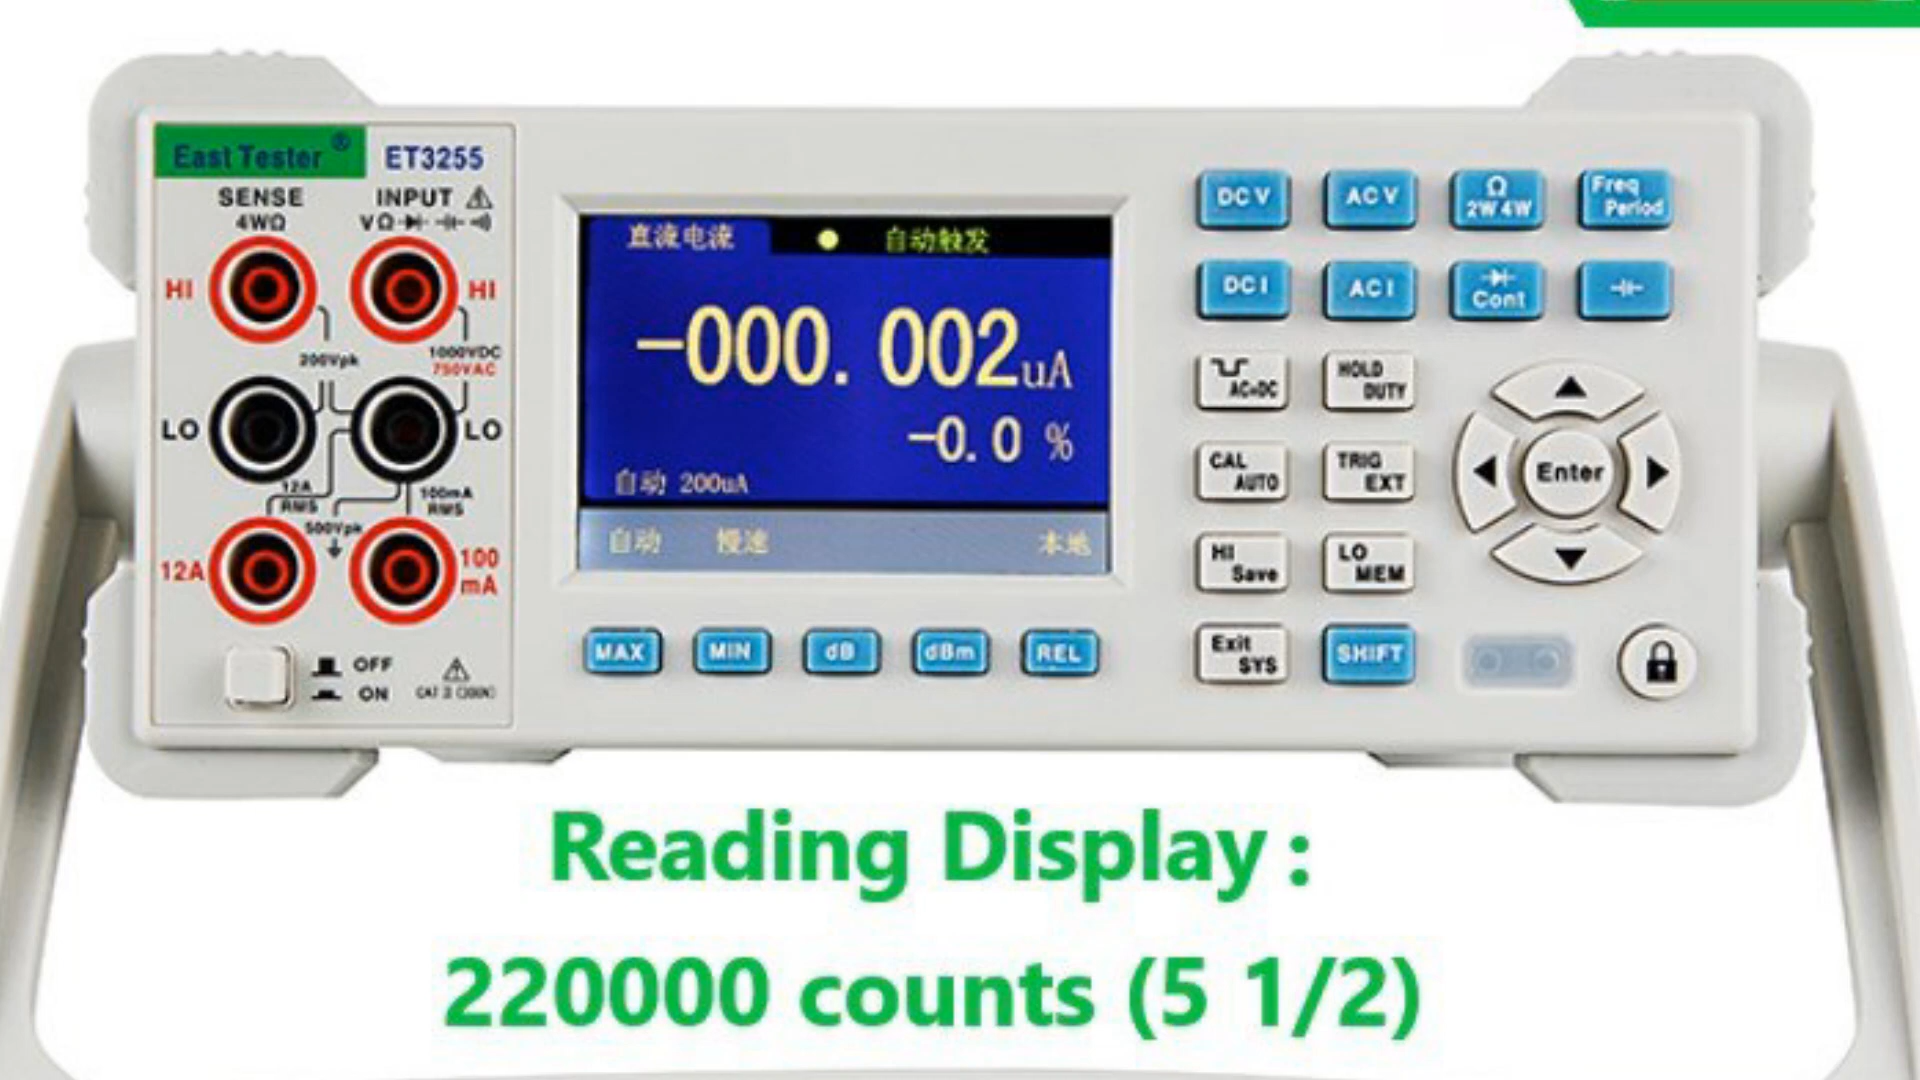 East Tester ® ET3255
SENSE INPUT
4WΩ VΩ
HI HI
200Vpk 1000VDC
750VAC
LO LO
12A RMS 100mA RMS
500Vpk
12A 100 mA
OFF
ON
直流电流 自动触发
-000.002uA
-0.0 %
自动 200uA
自动 慢速 本地
MAX MIN dB dBm REL
DCV ACV Ω 2W 4W Freq Period
DCI ACI Cont
AC+DC HOLD DUTY
CAL AUTO TRIG EXT Enter
HI Save LO MEM
Exit SYS SHIFT
Reading Display：
220000 counts (5 1/2)